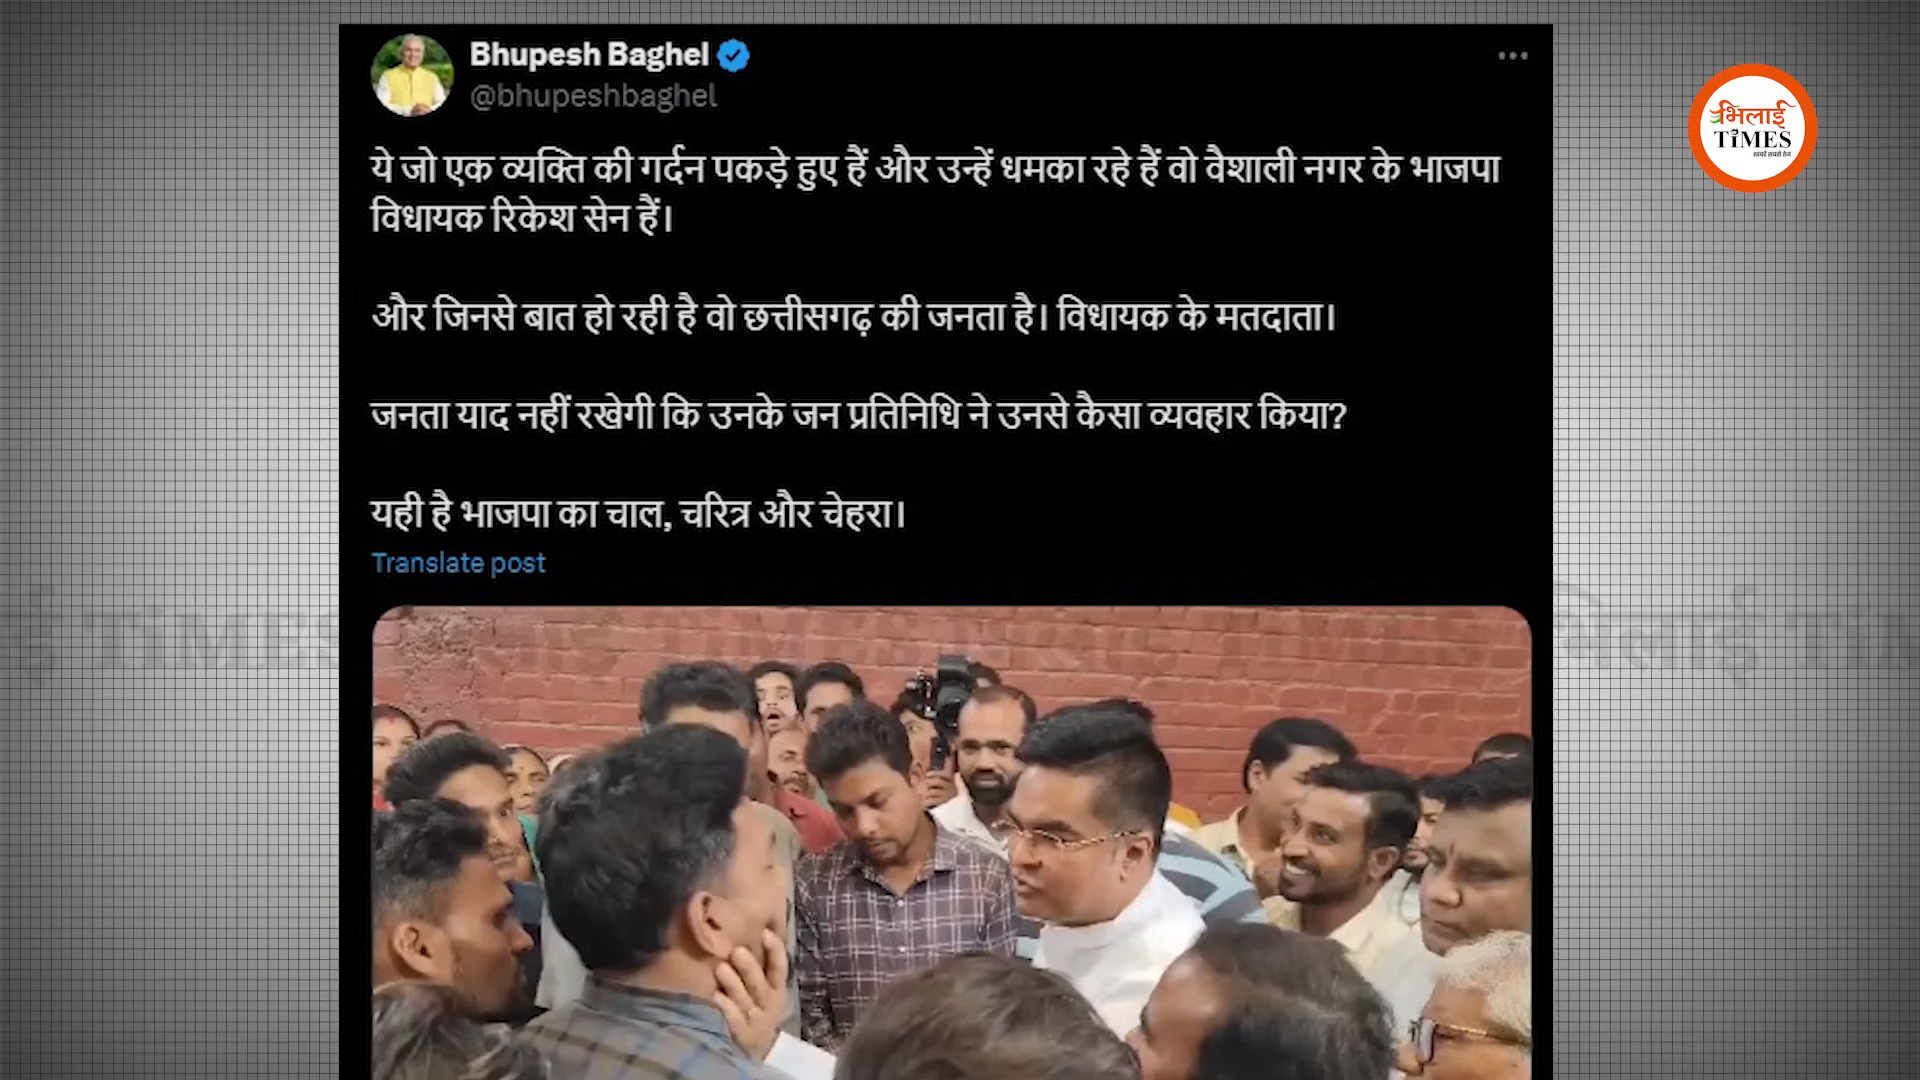 Bhupesh Baghel
@bhupeshbaghel
भिलाई
TiMES
ये जो एक व्यक्ति की गर्दन पकड़े हुए हैं और उन्हें धमका रहे हैं वो वैशाली नगर के भाजपा
विधायक रिकेश सेन हैं।
और जिनसे बात हो रही है वो छत्तीसगढ़ की जनता है। विधायक के मतदाता।
जनता याद नहीं रखेगी कि उनके जन प्रतिनिधि ने उनसे कैसा व्यवहार किया?
यही है भाजपा का चाल, चरित्र और चेहरा।
Translate post